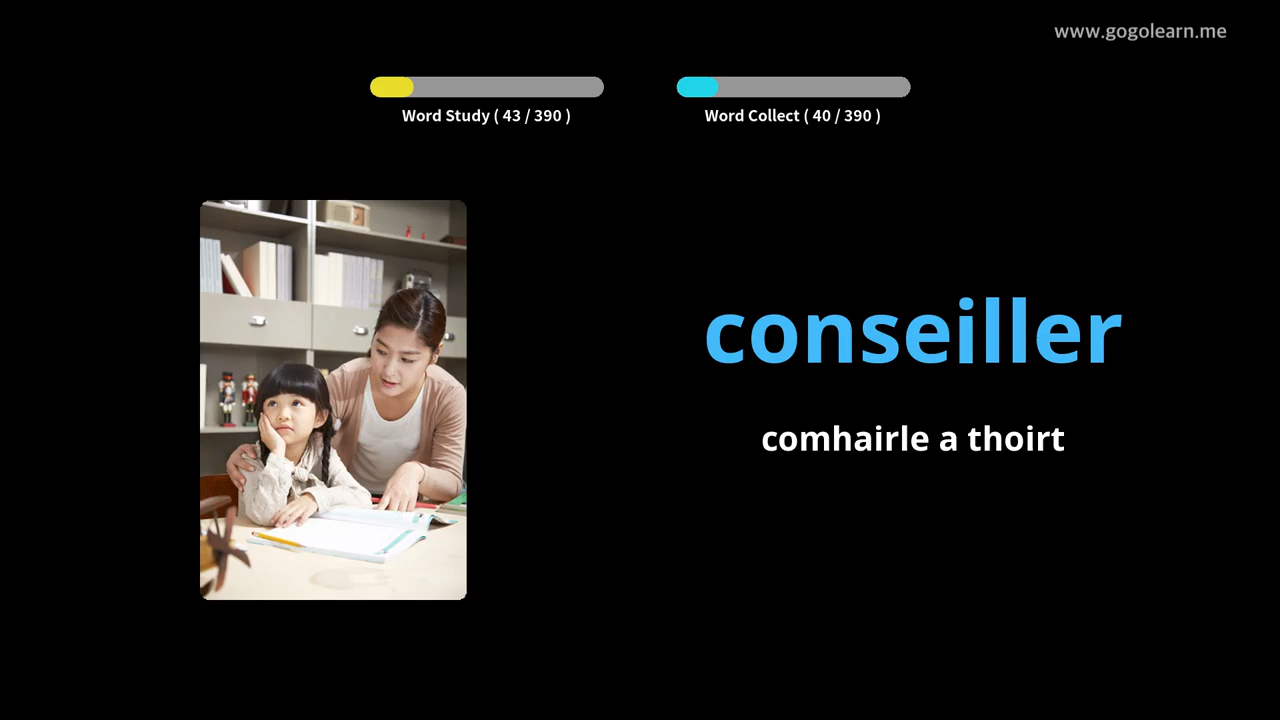 www.gogolearn.me
Word Study ( 43 / 390 )
Word Collect ( 40 / 390 )
conseiller
comhairle a thoirt